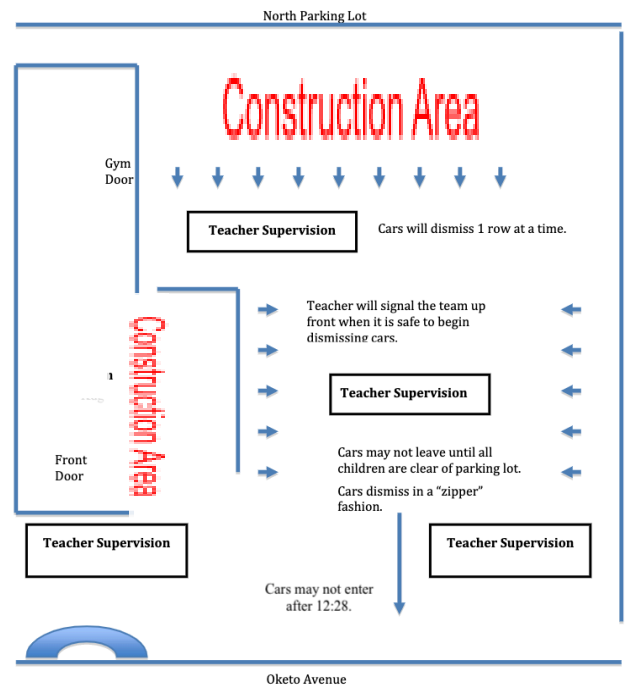 North Parking Lot
Construction Area
Gym
Door
Teacher Supervision
Cars will dismiss 1 row at a time.
Teacher will signal the team up
front when it is safe to begin
dismissing cars.
Construction Area
Teacher Supervision
Cars may not leave until all
children are clear of parking lot.
Front
Door
Cars dismiss in a “zipper”
fashion.
Teacher Supervision
Teacher Supervision
Cars may not enter
after 12:28.
Oketo Avenue